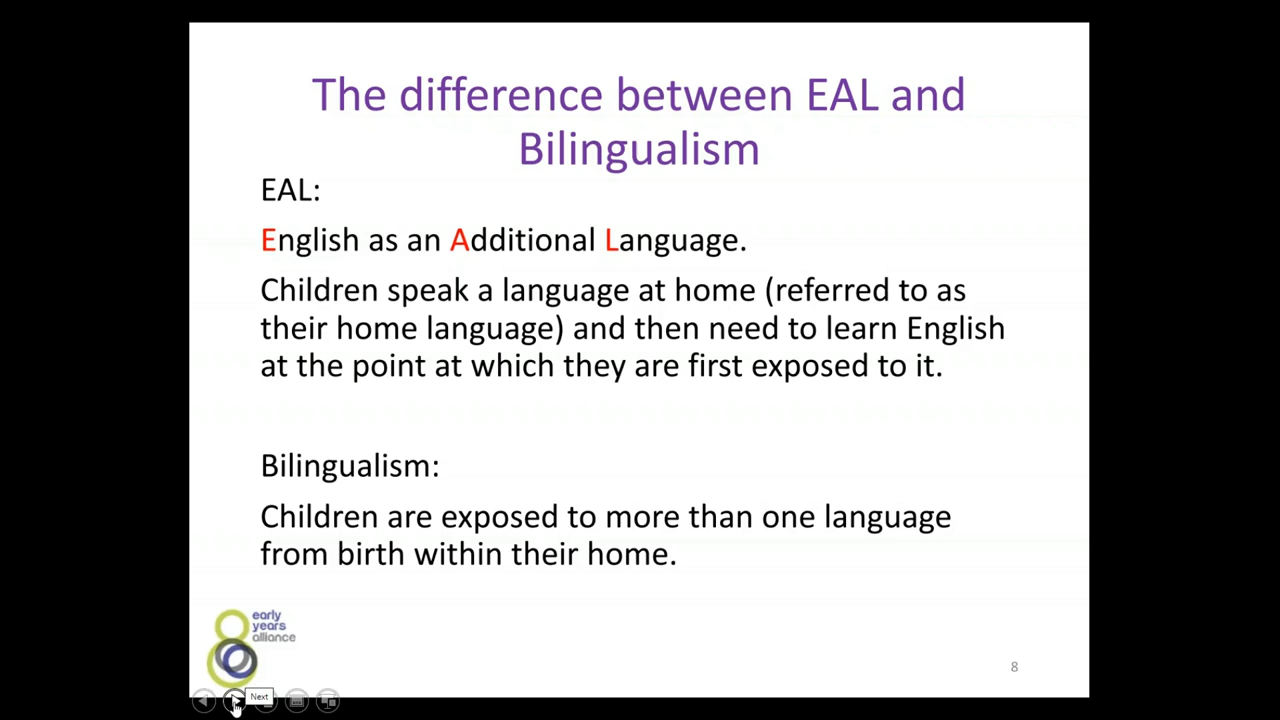 The difference between EAL and
Bilingualism
EAL:
English as an Additional Language.
Children speak a language at home (referred to as
their home language) and then need to learn English
at the point at which they are first exposed to it.
Bilingualism:
Children are exposed to more than one language
from birth within their home.
early
years
alliance
8
Next